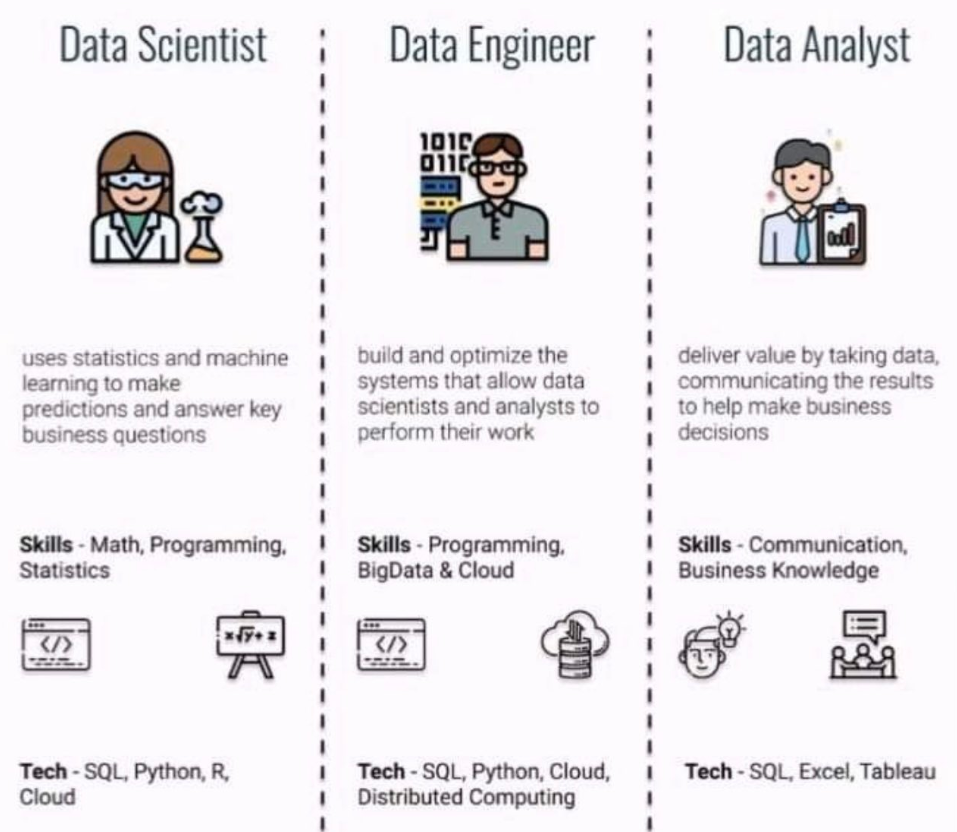 Data Scientist
uses statistics and machine
learning to make
predictions and answer key
business questions
Skills - Math, Programming,
Statistics
</>
x√y+z
Tech - SQL, Python, R,
Cloud
Data Engineer
101C
011C
build and optimize the
systems that allow data
scientists and analysts to
perform their work
Skills - Programming,
BigData & Cloud
</>
Tech - SQL, Python, Cloud,
Distributed Computing
Data Analyst
deliver value by taking data,
communicating the results
to help make business
decisions
Skills - Communication,
Business Knowledge
Tech - SQL, Excel, Tableau